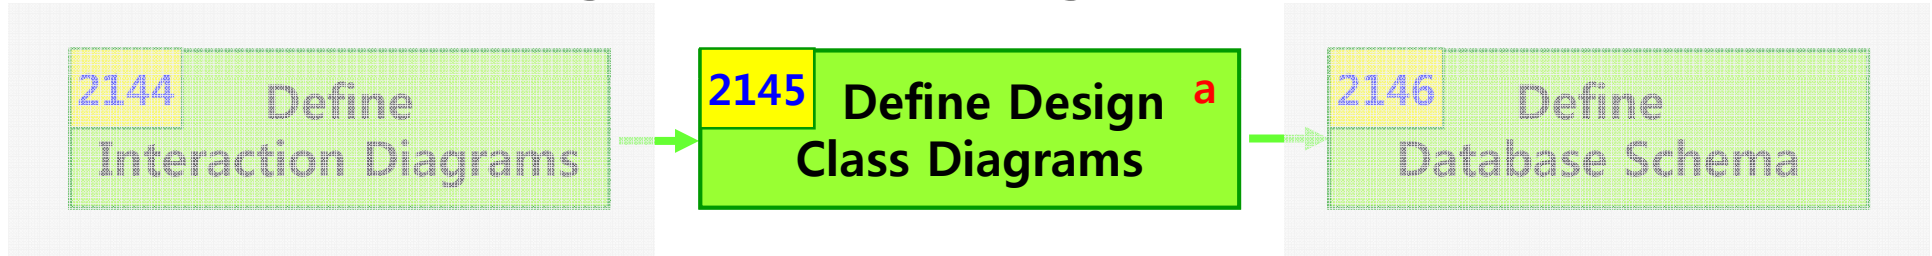 2144
Define
Interaction Diagrams
2145
Define Design a
Class Diagrams
2146
Define
Database Schema